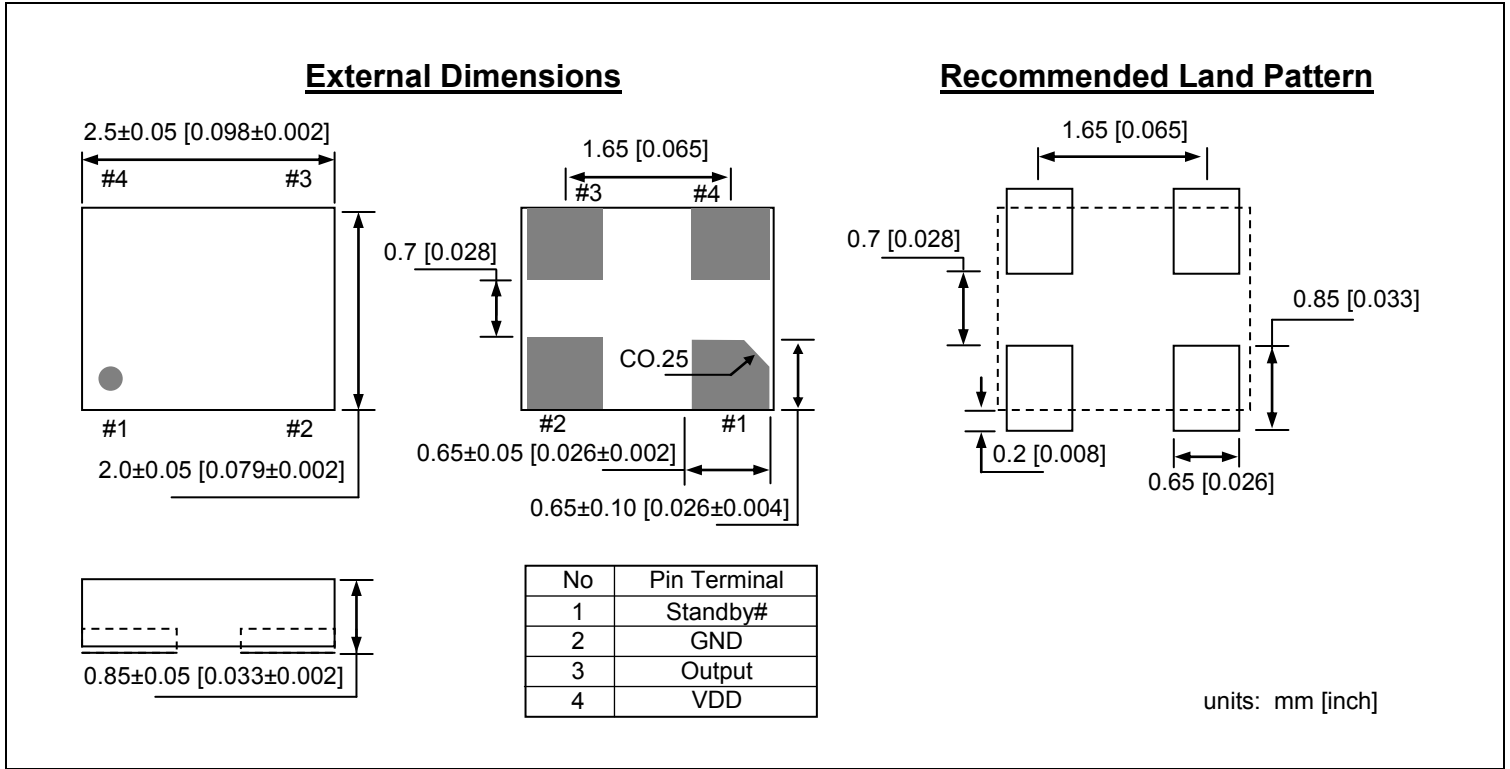 External Dimensions
2.5±0.05 [0.098±0.002]
#4 #3
#1 #2
2.0±0.05 [0.079±0.002]
1.65 [0.065]
#3 #4
0.7 [0.028]
CO.25
#2 #1
0.65±0.05 [0.026±0.002]
0.65±0.10 [0.026±0.004]
Recommended Land Pattern
1.65 [0.065]
0.7 [0.028]
0.85 [0.033]
0.2 [0.008]
0.65 [0.026]
0.85±0.05 [0.033±0.002]
No Pin Terminal
1 Standby#
2 GND
3 Output
4 VDD
units: mm [inch]